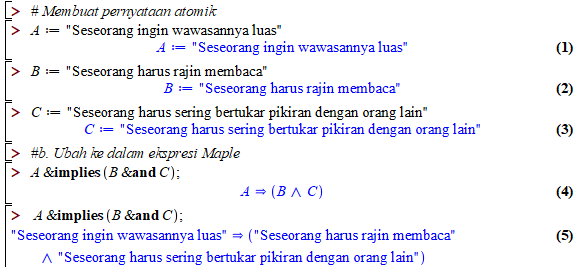 > # Membuat pernyataan atomik
> A := "Seseorang ingin wawasannya luas"
A := "Seseorang ingin wawasannya luas" (1)
> B := "Seseorang harus rajin membaca"
B := "Seseorang harus rajin membaca" (2)
> C := "Seseorang harus sering bertukar pikiran dengan orang lain"
C := "Seseorang harus sering bertukar pikiran dengan orang lain" (3)
> #b. Ubah ke dalam ekspresi Maple
> A &implies (B &and C);
A ⇒ (B ∧ C) (4)
> A &implies (B &and C);
"Seseorang ingin wawasannya luas" ⇒ ("Seseorang harus rajin membaca" (5)
∧ "Seseorang harus sering bertukar pikiran dengan orang lain")